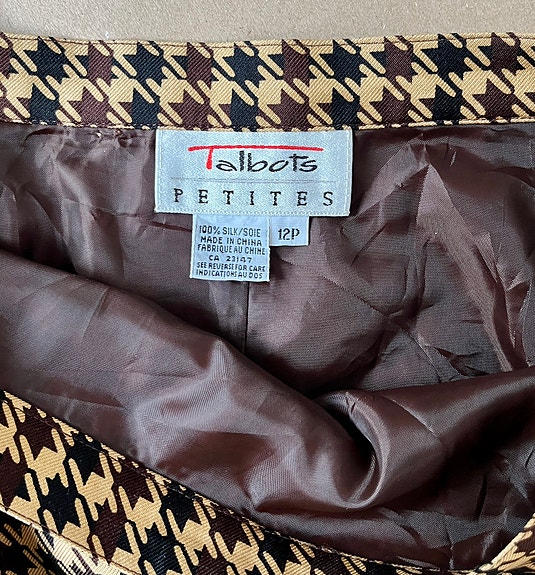 Talbots
PETITES
100% SILK/SOIE
MADE IN CHINA
FABRIQUE AU CHINE
CA 23147
SEE REVERSE FOR CARE
INDICATIONS AU DOS
12P